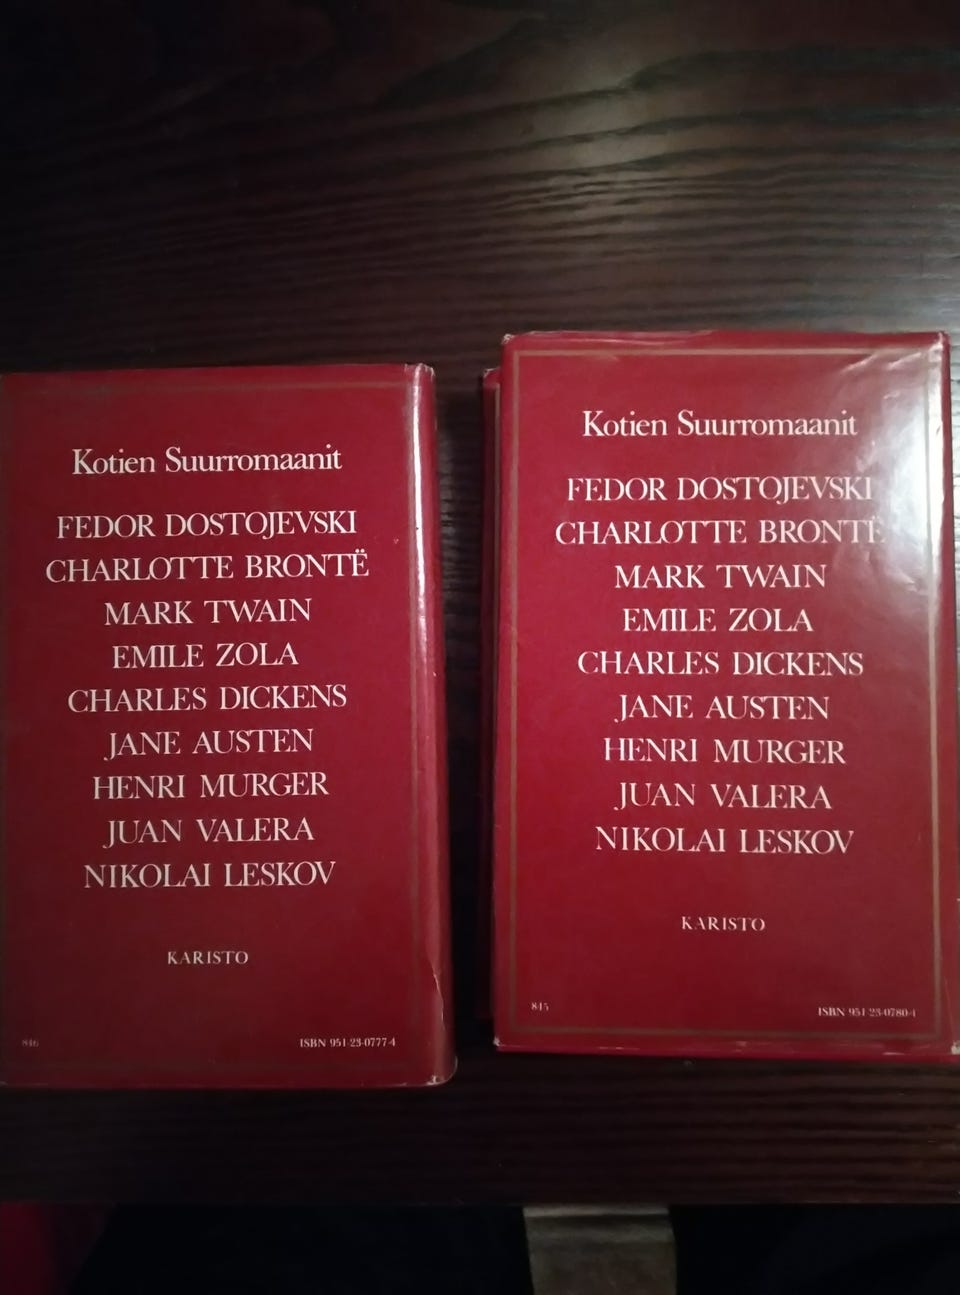 Kotien Suurromaanit
FEDOR DOSTOJEVSKI
CHARLOTTE BRONTË
MARK TWAIN
EMILE ZOLA
CHARLES DICKENS
JANE AUSTEN
HENRI MURGER
JUAN VALERA
NIKOLAI LESKOV
KARISTO
846
ISBN 951-23-0777-4
Kotien Suurromaanit
FEDOR DOSTOJEVSKI
CHARLOTTE BRONTË
MARK TWAIN
EMILE ZOLA
CHARLES DICKENS
JANE AUSTEN
HENRI MURGER
JUAN VALERA
NIKOLAI LESKOV
KARISTO
845
ISBN 951-23-0780-4